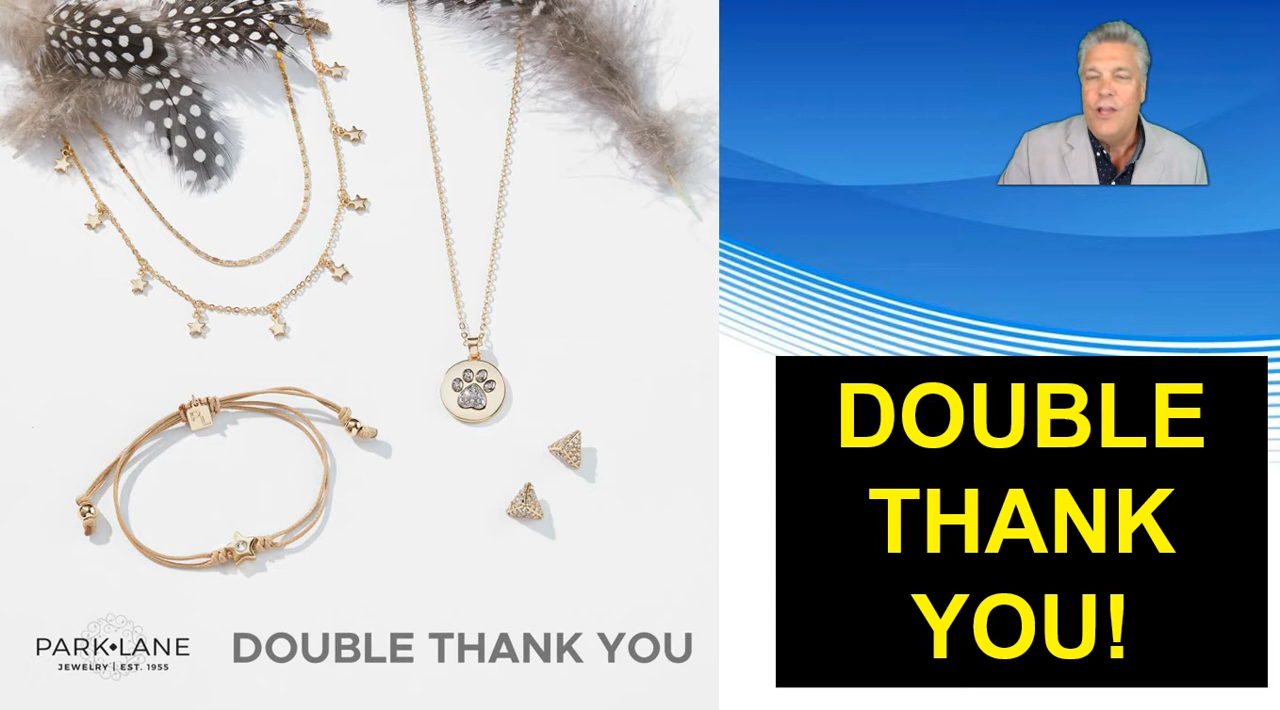 PARK LANE
JEWELRY | EST. 1955
DOUBLE THANK YOU
DOUBLE
THANK
YOU!